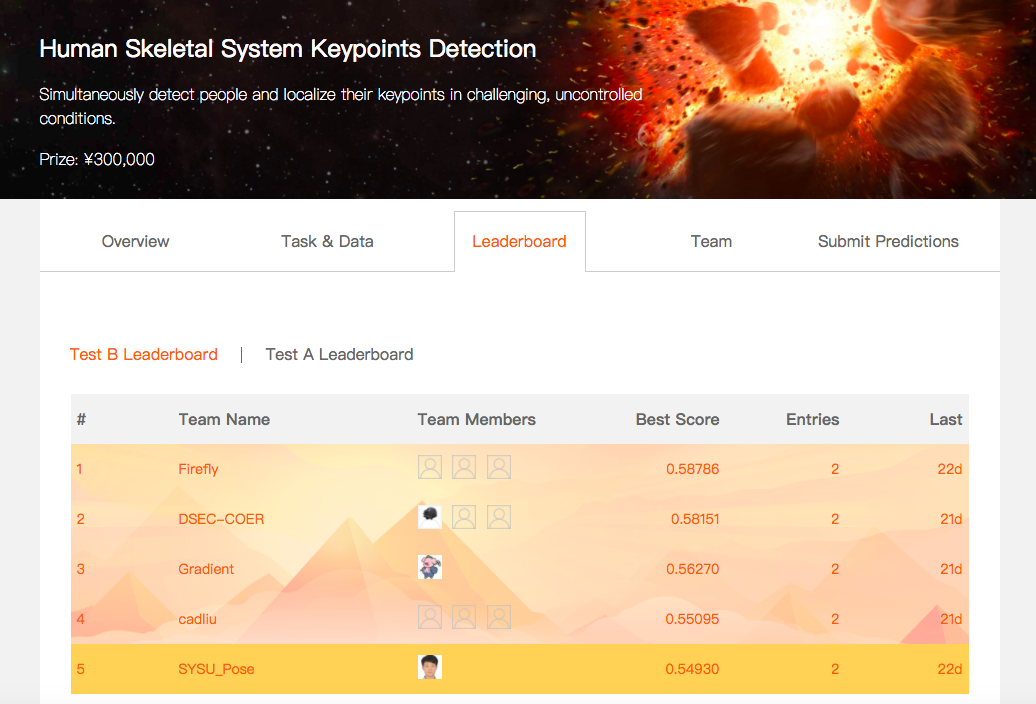 Human Skeletal System Keypoints Detection
Simultaneously detect people and localize their keypoints in challenging, uncontrolled
conditions.
Prize: ¥300,000
Overview Task & Data Leaderboard Team Submit Predictions
Test B Leaderboard | Test A Leaderboard
# Team Name Team Members Best Score Entries Last
1 Firefly 0.58786 2 22d
2 DSEC-COER 0.58151 2 21d
3 Gradient 0.56270 2 21d
4 cadliu 0.55095 2 21d
5 SYSU_Pose 0.54930 2 22d